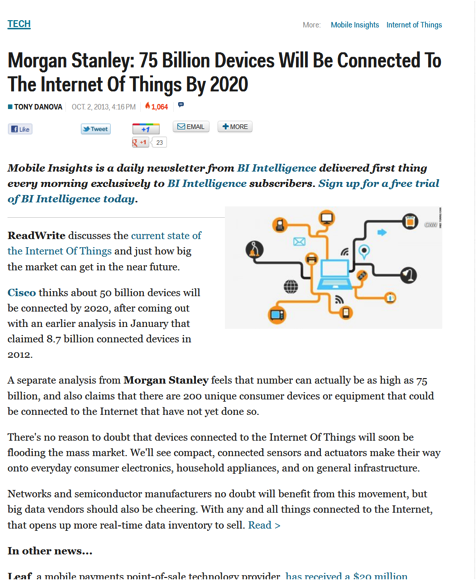 TECH
More: Mobile Insights Internet of Things
Morgan Stanley: 75 Billion Devices Will Be Connected To
The Internet Of Things By 2020
TONY DANOVA OCT 2, 2013, 4:16 PM 1,064
Like Tweet +1 EMAIL + MORE
+1 23
Mobile Insights is a daily newsletter from BI Intelligence delivered first thing
every morning exclusively to BI Intelligence subscribers. Sign up for a free trial
of BI Intelligence today.
ReadWrite discusses the current state of
the Internet Of Things and just how big
the market can get in the near future.
Cisco thinks about 50 billion devices will
be connected by 2020, after coming out
with an earlier analysis in January that
claimed 8.7 billion connected devices in
2012.
A separate analysis from Morgan Stanley feels that number can actually be as high as 75
billion, and also claims that there are 200 unique consumer devices or equipment that could
be connected to the Internet that have not yet done so.
There's no reason to doubt that devices connected to the Internet Of Things will soon be
flooding the mass market. We'll see compact, connected sensors and actuators make their way
onto everyday consumer electronics, household appliances, and on general infrastructure.
Networks and semiconductor manufacturers no doubt will benefit from this movement, but
big data vendors should also be cheering. With any and all things connected to the Internet,
that opens up more real-time data inventory to sell. Read >
In other news...
Leaf, a mobile payments point-of-sale technology provider, has received a $20 million